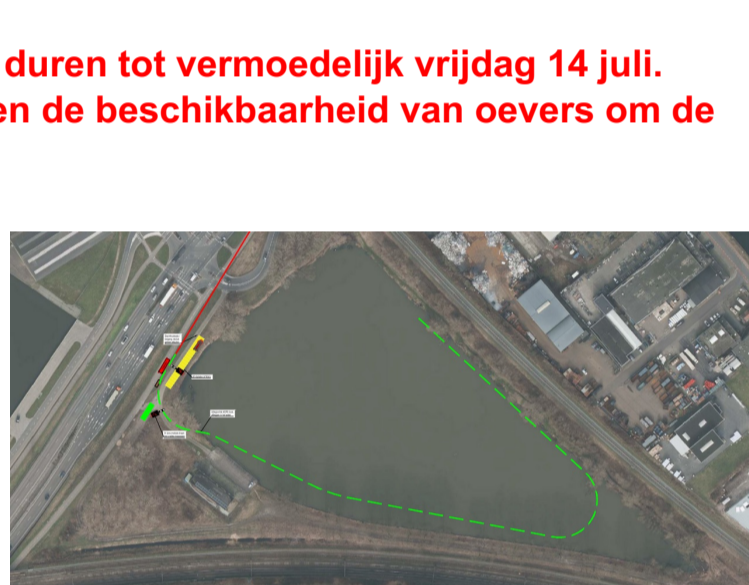 duren tot vermoedelijk vrijdag 14 juli.
en de beschikbaarheid van oevers om de